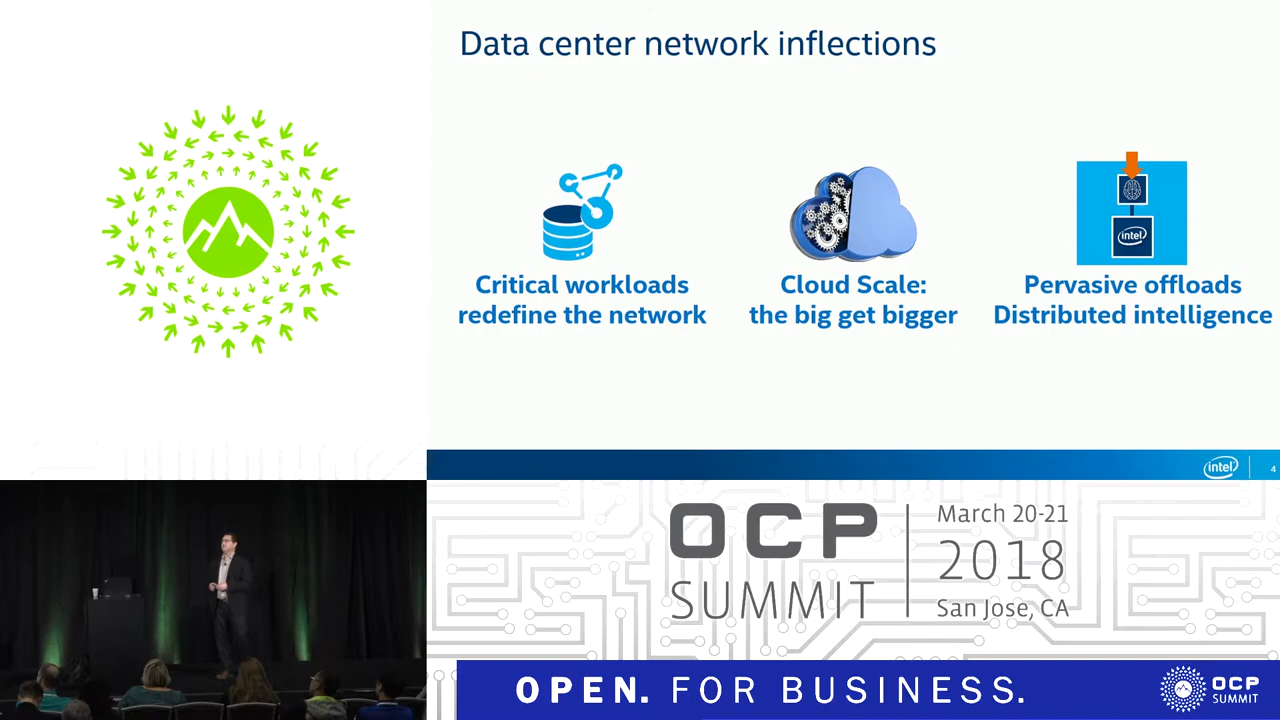 Data center network inflections
Critical workloads
redefine the network
Cloud Scale:
the big get bigger
intel
Pervasive offloads
Distributed intelligence
intel
4
OCP
SUMMIT
March 20-21
2018
San Jose, CA
OPEN. FOR BUSINESS.
OCP
SUMMIT